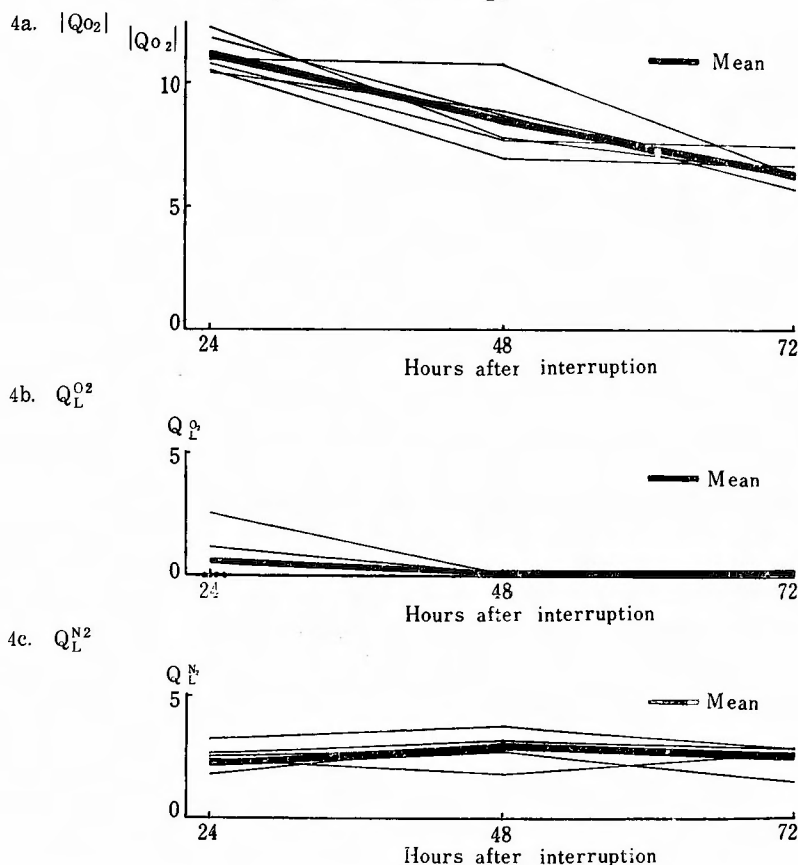 4a. |Qo₂|
|Qo₂|
Mean
10
5
0
24 48 72
Hours after interruption
4b. Q_L^O2
Q_L^O₂
5
Mean
0
24 48 72
Hours after interruption
4c. Q_L^N2
Q_L^N₂
5
Mean
0
24 48 72
Hours after interruption